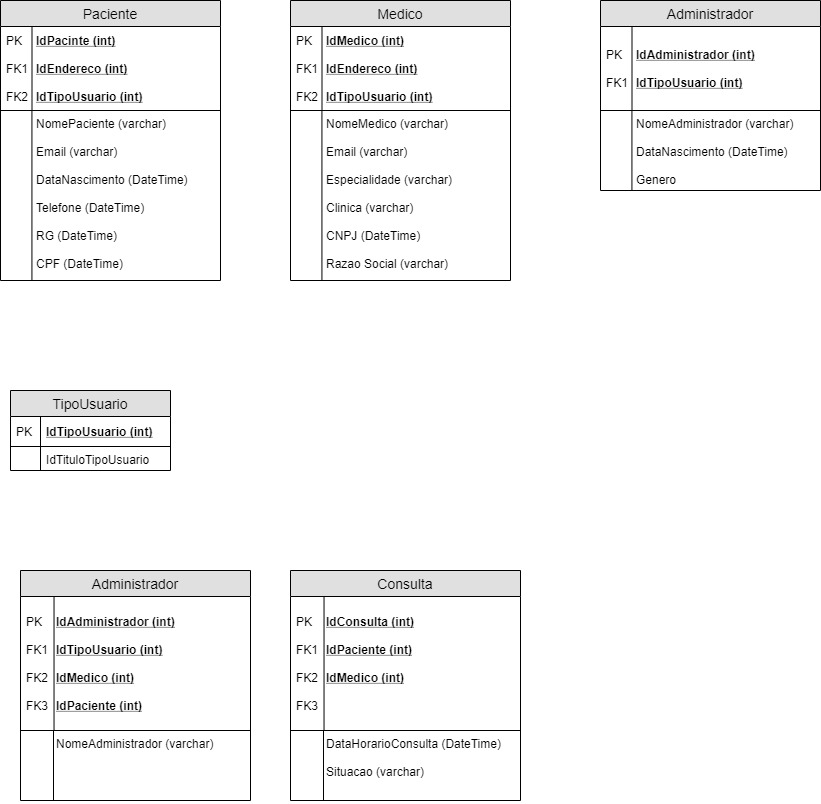 Paciente
PK IdPacinte (int)
FK1 IdEndereco (int)
FK2 IdTipoUsuario (int)
NomePaciente (varchar)
Email (varchar)
DataNascimento (DateTime)
Telefone (DateTime)
RG (DateTime)
CPF (DateTime)
Medico
PK IdMedico (int)
FK1 IdEndereco (int)
FK2 IdTipoUsuario (int)
NomeMedico (varchar)
Email (varchar)
Especialidade (varchar)
Clinica (varchar)
CNPJ (DateTime)
Razao Social (varchar)
Administrador
PK IdAdministrador (int)
FK1 IdTipoUsuario (int)
NomeAdministrador (varchar)
DataNascimento (DateTime)
Genero
TipoUsuario
PK IdTipoUsuario (int)
IdTituloTipoUsuario
Administrador
PK IdAdministrador (int)
FK1 IdTipoUsuario (int)
FK2 IdMedico (int)
FK3 IdPaciente (int)
NomeAdministrador (varchar)
Consulta
PK IdConsulta (int)
FK1 IdPaciente (int)
FK2 IdMedico (int)
FK3
DataHorarioConsulta (DateTime)
Situacao (varchar)